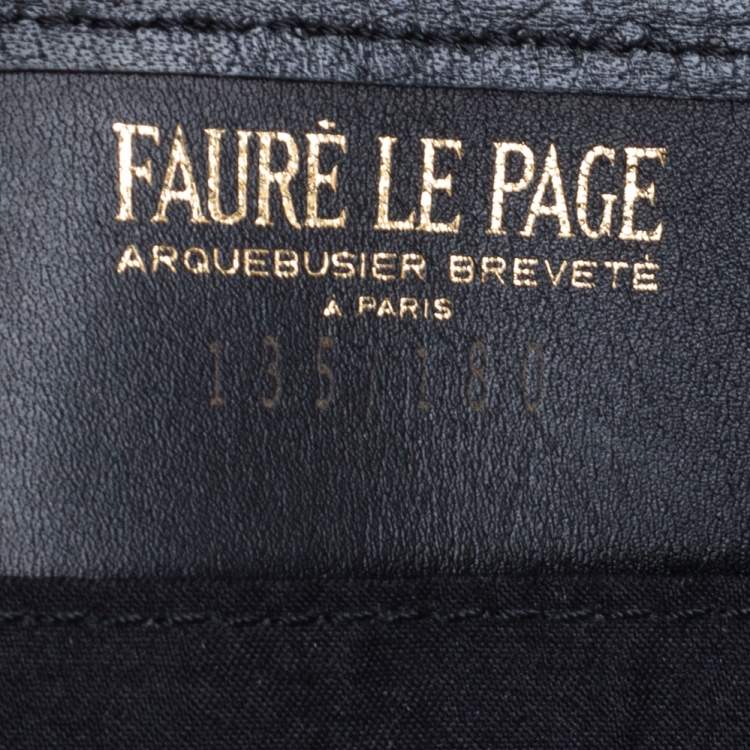 FAURÉ LE PAGE
ARQUEBUSIER BREVETÉ
A PARIS
135/180